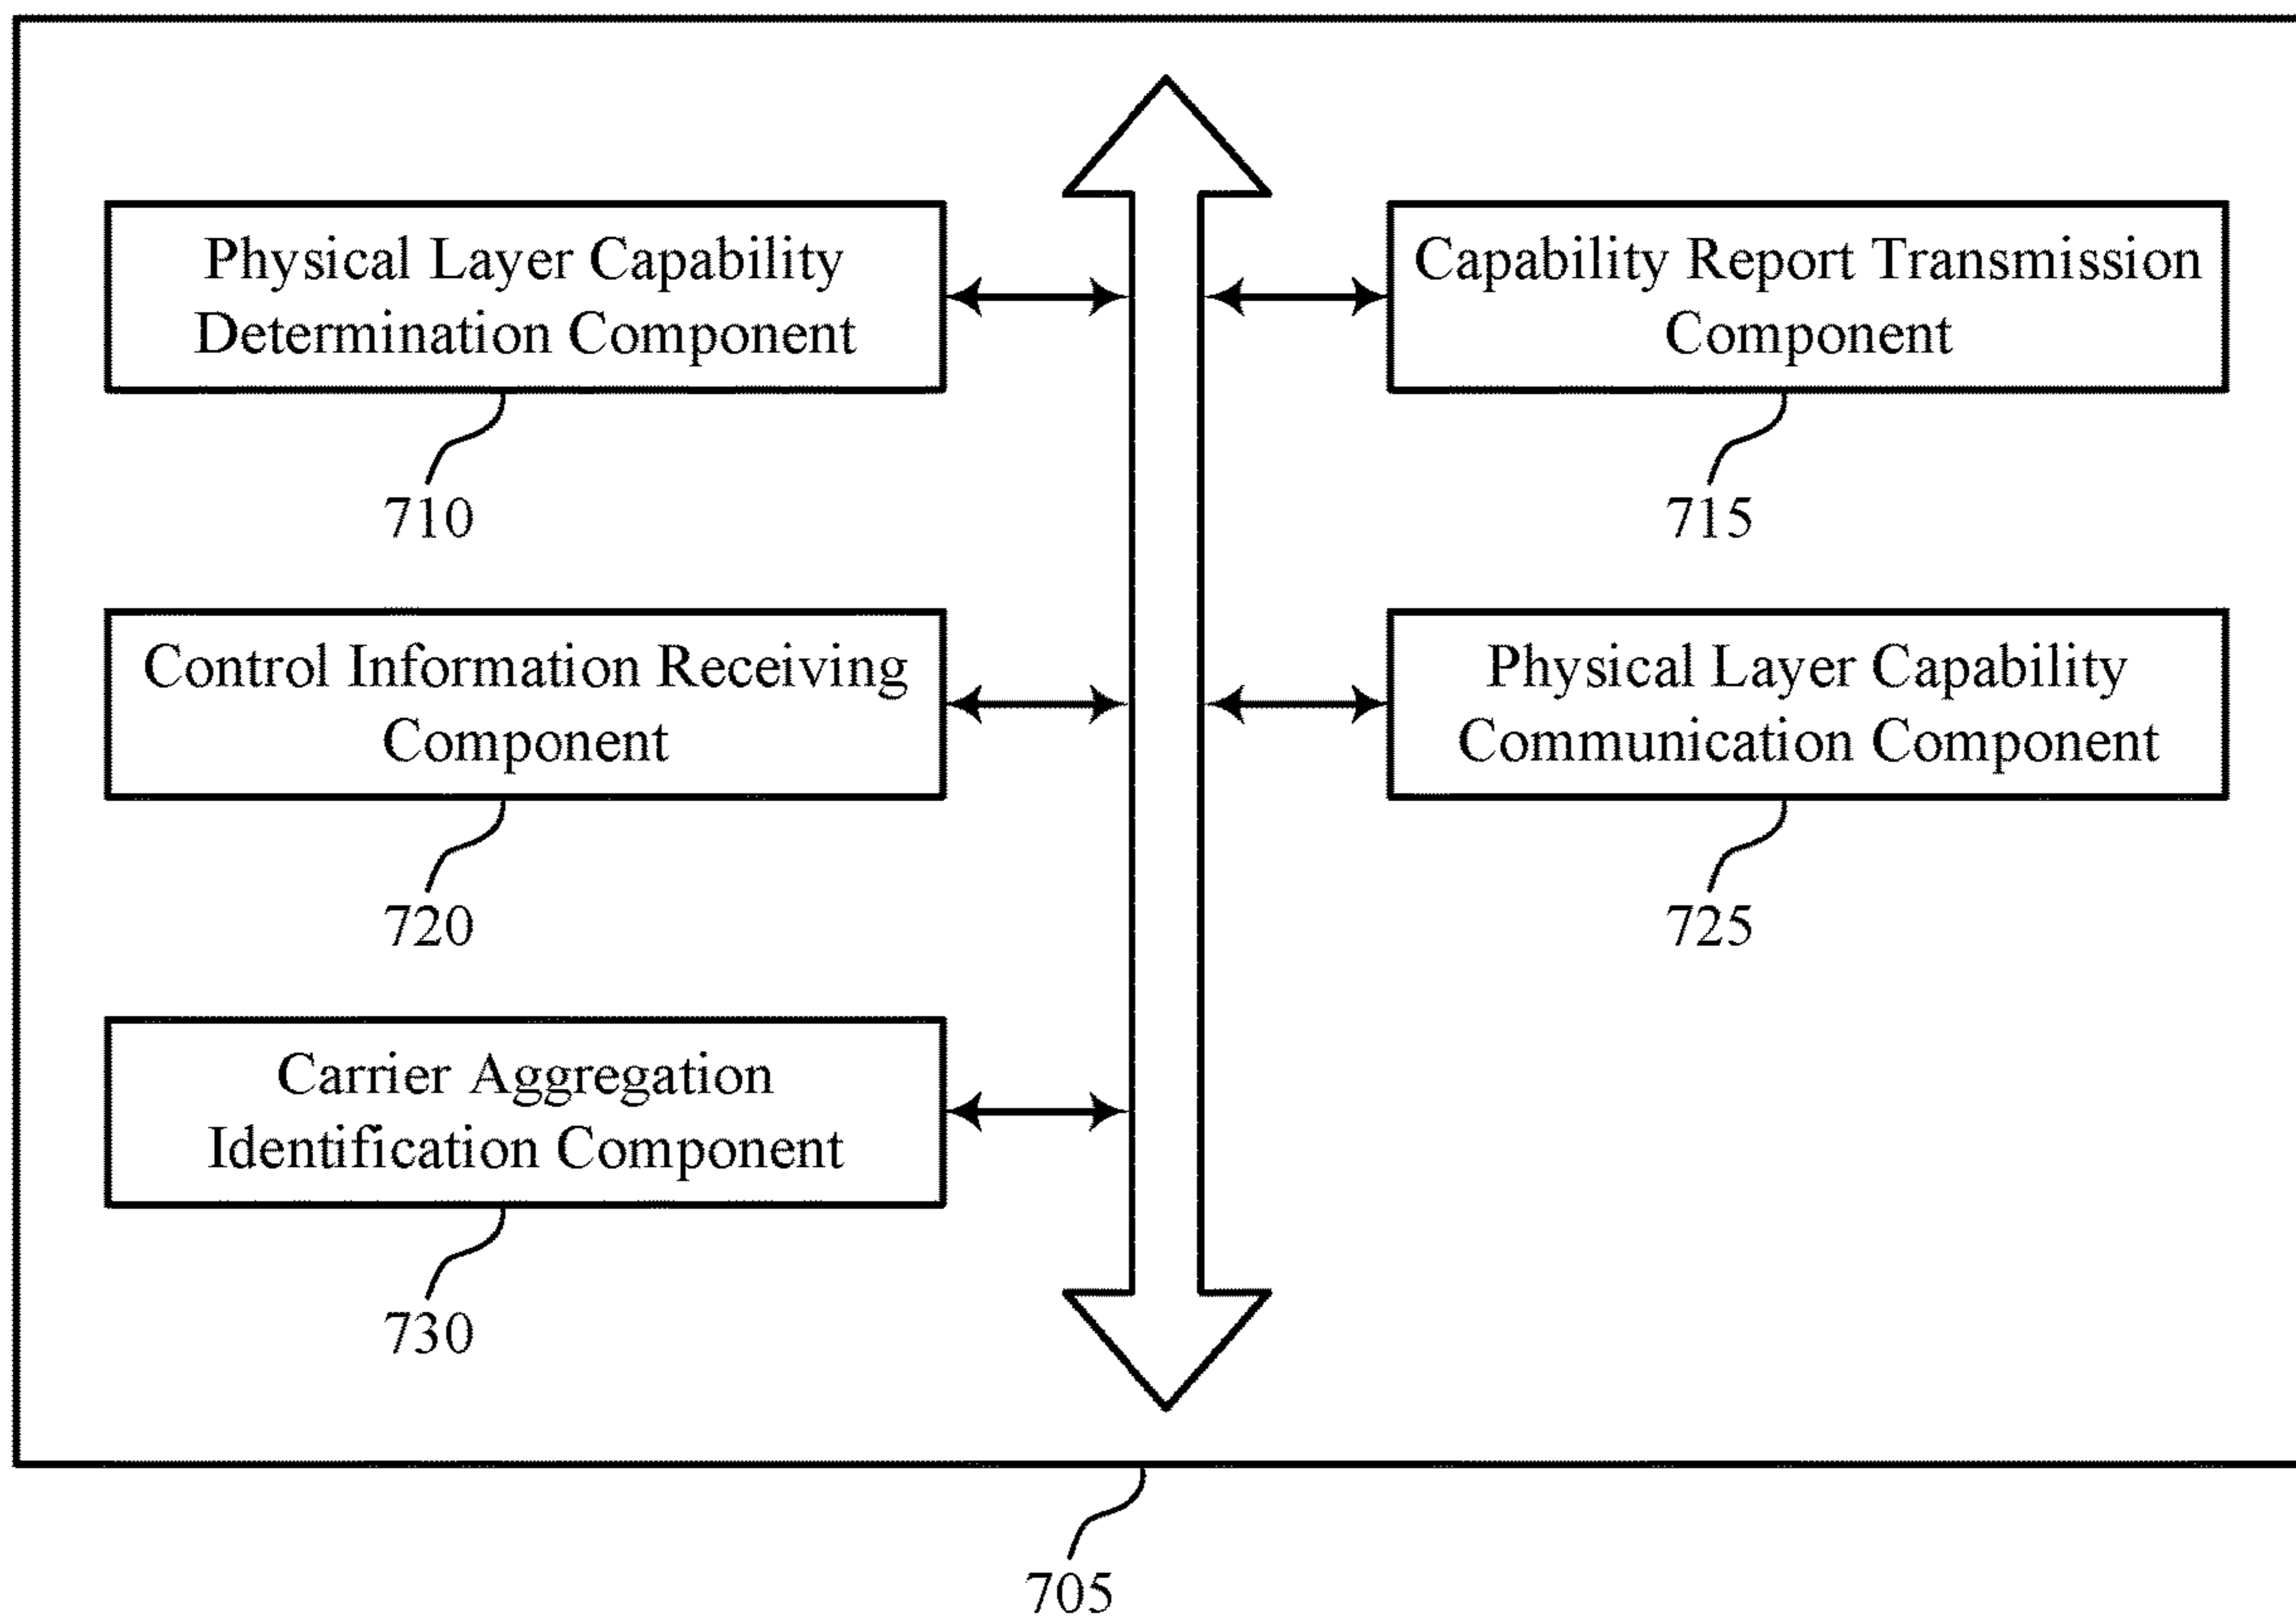 Physical Layer Capability
Determination Component
710
Capability Report Transmission
Component
715
Control Information Receiving
Component
720
Physical Layer Capability
Communication Component
725
Carrier Aggregation
Identification Component
730
705